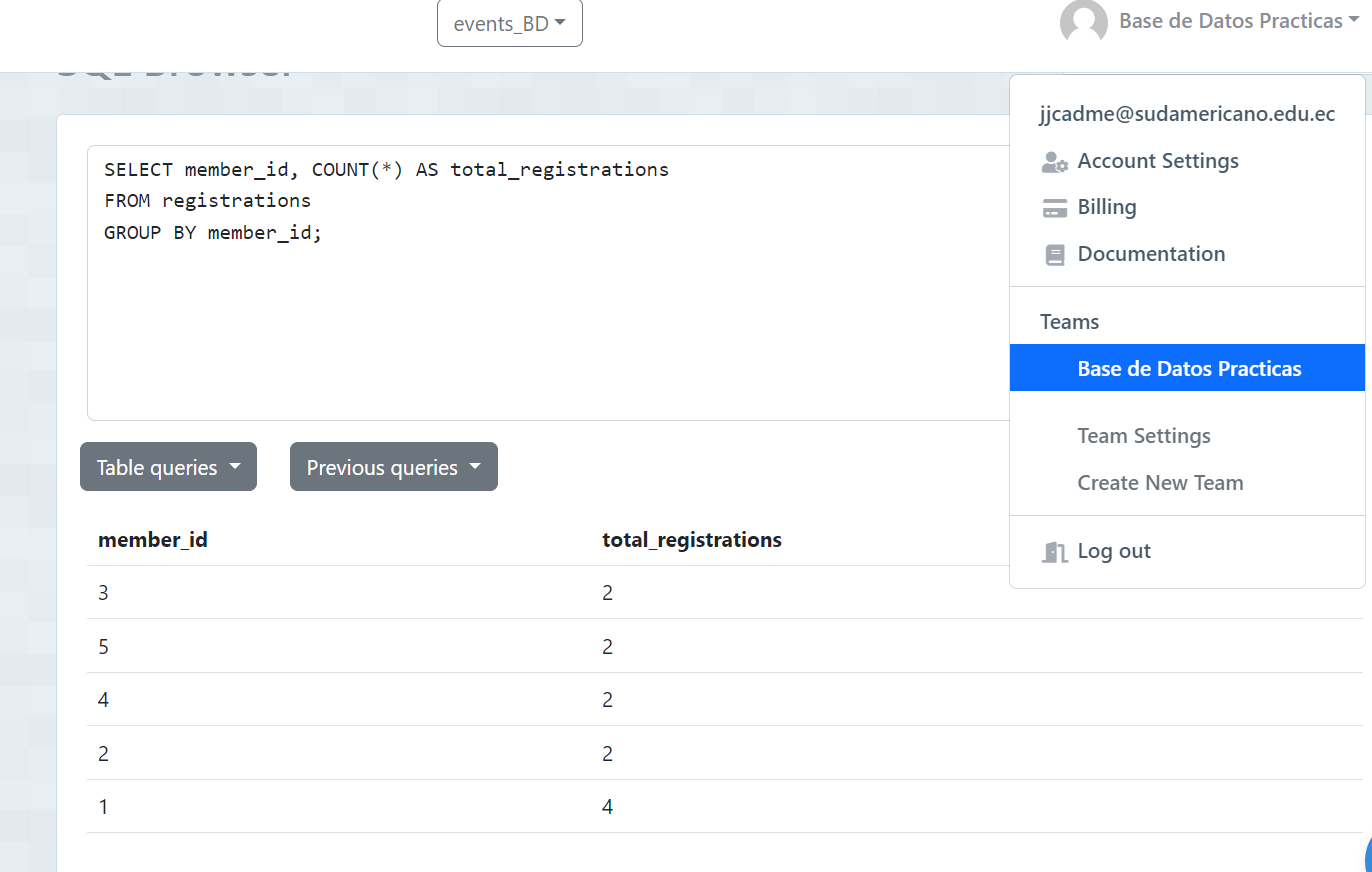 events_BD
Base de Datos Practicas
SQL Browser
jjcadme@sudamericano.edu.ec
Account Settings
Billing
Documentation
Teams
Base de Datos Practicas
Team Settings
Create New Team
Log out
SELECT member_id, COUNT(*) AS total_registrations
FROM registrations
GROUP BY member_id;
Table queries
Previous queries
member_id total_registrations
3 2
5 2
4 2
2 2
1 4